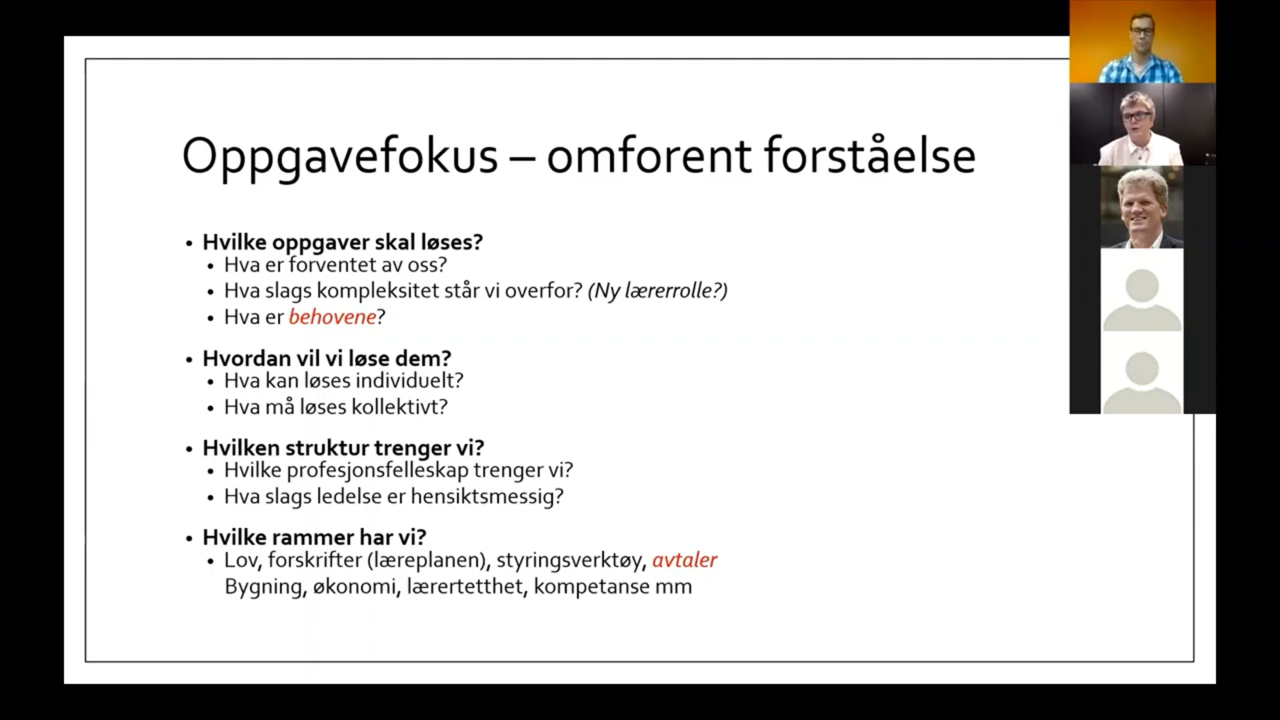 Oppgavefokus – omforent forståelse
• Hvilke oppgaver skal løses?
• Hva er forventet av oss?
• Hva slags kompleksitet står vi overfor? (Ny lærerrolle?)
• Hva er behovene?
• Hvordan vil vi løse dem?
• Hva kan løses individuelt?
• Hva må løses kollektivt?
• Hvilken struktur trenger vi?
• Hvilke profesjonsfelleskap trenger vi?
• Hva slags ledelse er hensiktsmessig?
• Hvilke rammer har vi?
• Lov, forskrifter (læreplanen), styringsverktøy, avtaler
Bygning, økonomi, lærertetthet, kompetanse mm